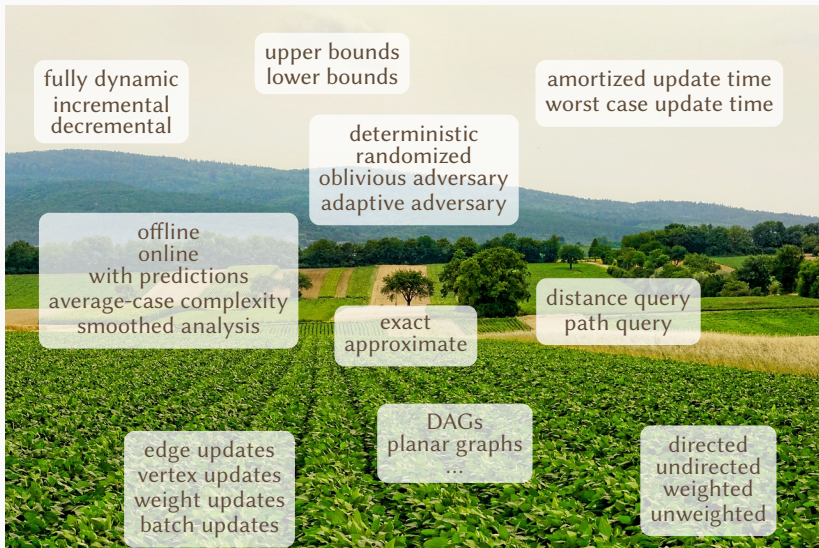 upper bounds
lower bounds
fully dynamic
incremental
decremental
amortized update time
worst case update time
deterministic
randomized
oblivious adversary
adaptive adversary
offline
online
with predictions
average-case complexity
smoothed analysis
distance query
path query
exact
approximate
DAGs
planar graphs
...
edge updates
vertex updates
weight updates
batch updates
directed
undirected
weighted
unweighted